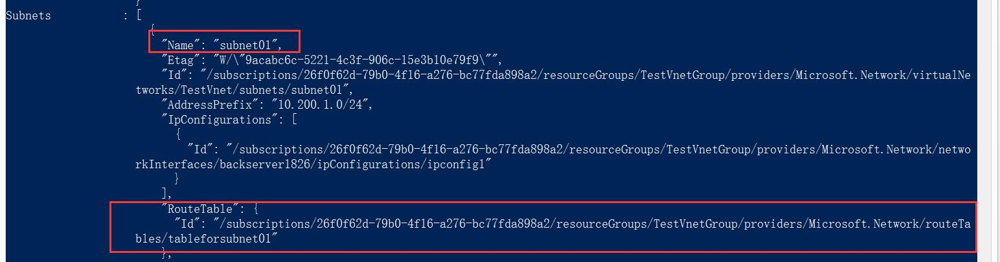 }
Subnets : [
{
"Name": "subnet01",
"Etag": "W/\"9acabc6c-5221-4c3f-906c-15e3b10e79f9\"",
"Id": "/subscriptions/26f0f62d-79b0-4f16-a276-bc77fda898a2/resourceGroups/TestVnetGroup/providers/Microsoft.Network/virtualNe
tworks/TestVnet/subnets/subnet01",
"AddressPrefix": "10.200.1.0/24",
"IpConfigurations": [
{
"Id": "/subscriptions/26f0f62d-79b0-4f16-a276-bc77fda898a2/resourceGroups/TestVnetGroup/providers/Microsoft.Network/netwo
rkInterfaces/backserver1826/ipConfigurations/ipconfig1"
}
],
"RouteTable": {
"Id": "/subscriptions/26f0f62d-79b0-4f16-a276-bc77fda898a2/resourceGroups/TestVnetGroup/providers/Microsoft.Network/routeTa
bles/tableforsubnet01"
},